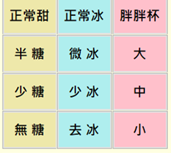 正常甜 正常冰 胖胖杯
半糖 微冰 大
少糖 少冰 中
無糖 去冰 小